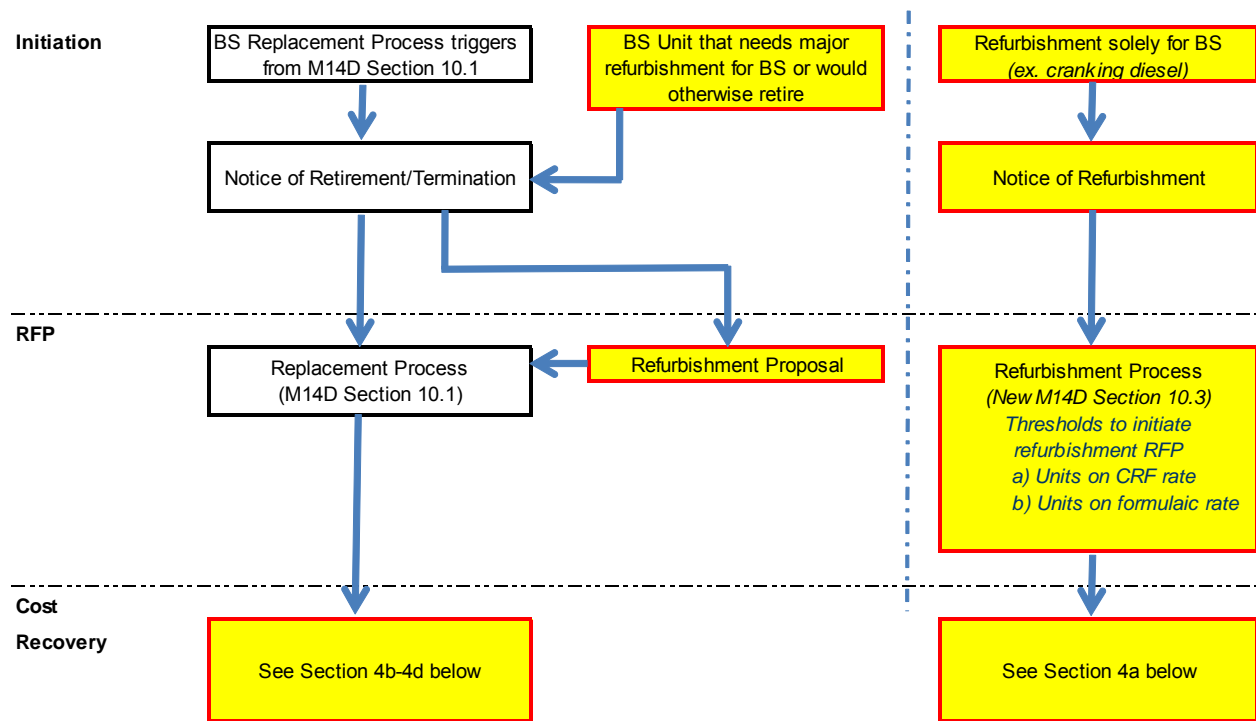 Initiation
BS Replacement Process triggers
from M14D Section 10.1
BS Unit that needs major
refurbishment for BS or would
otherwise retire
Refurbishment solely for BS
(ex. cranking diesel)
Notice of Retirement/Termination
Notice of Refurbishment
RFP
Replacement Process
(M14D Section 10.1)
Refurbishment Proposal
Refurbishment Process
(New M14D Section 10.3)
Thresholds to initiate
refurbishment RFP
a) Units on CRF rate
b) Units on formulaic rate
Cost
Recovery
See Section 4b-4d below
See Section 4a below